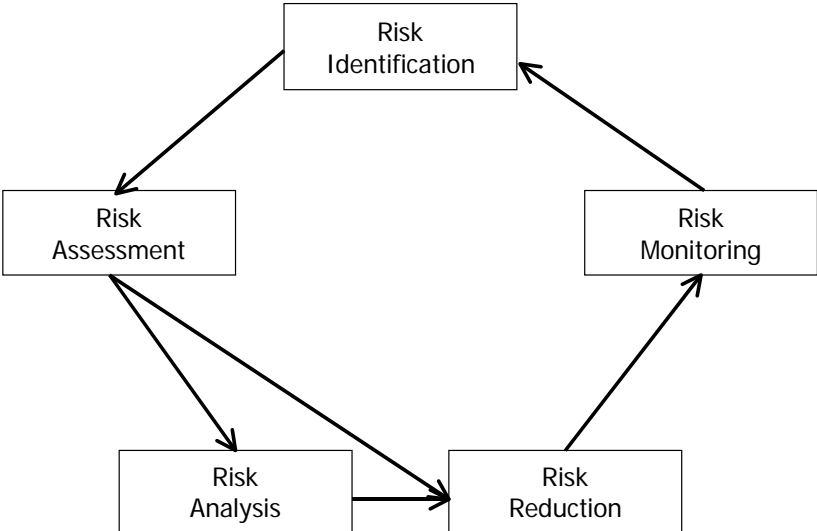 Risk
Identification
Risk
Assessment
Risk
Monitoring
Risk
Analysis
Risk
Reduction